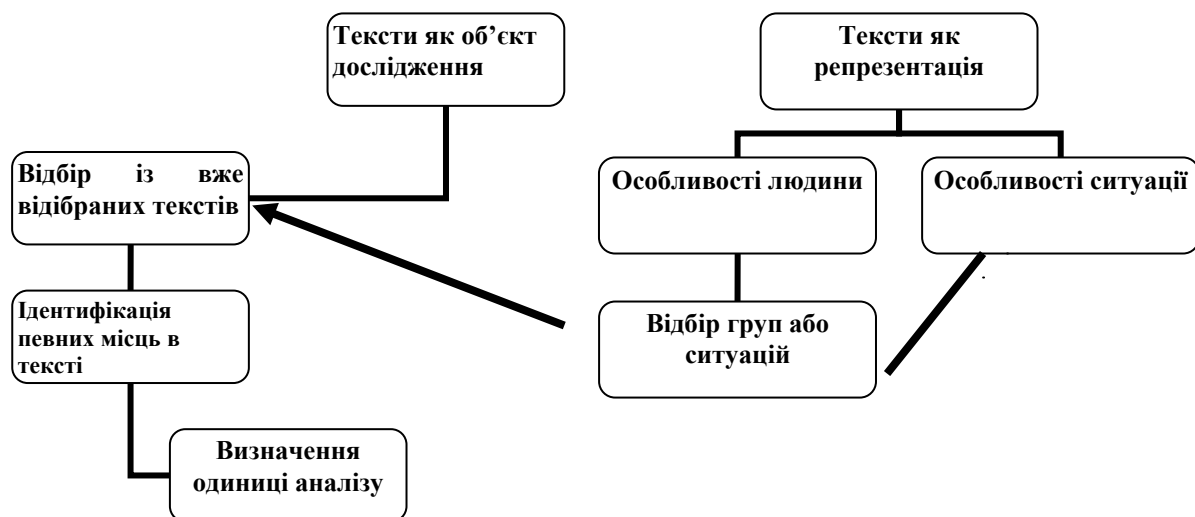 Тексти як об’єкт
дослідження
Тексти як
репрезентація
Відбір із вже
відібраних текстів
Особливості людини
Особливості ситуації
Ідентифікація
певних місць в
тексті
Відбір груп або
ситуацій
Визначення
одиниці аналізу